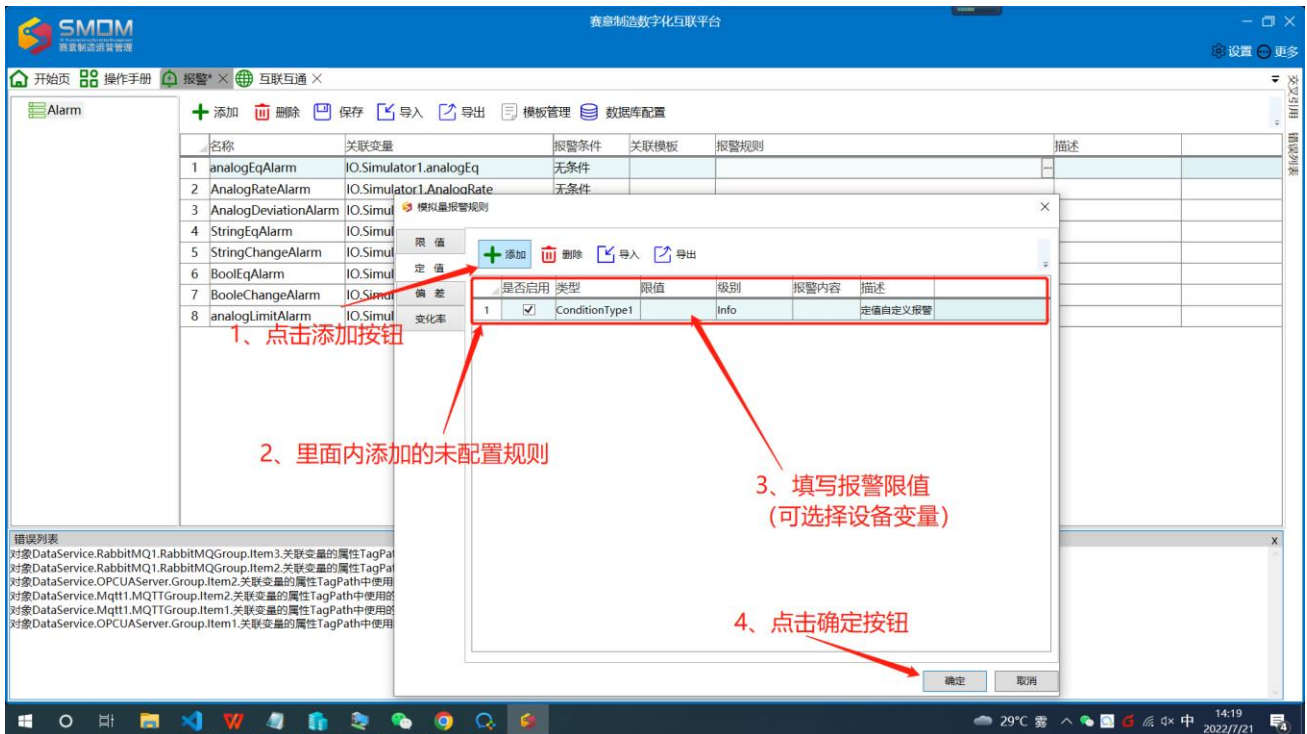 SMOM
赛意制造运营管理
赛意制造数字化互联平台
设置 更多
开始页 操作手册 报警* 互联互通
交叉引用
错误列表
Alarm
添加 删除 保存 导入 导出 模板管理 数据库配置
名称 关联变量 报警条件 关联模板 报警规则 描述
1 analogEqAlarm IO.Simulator1.analogEq 无条件 ...
2 AnalogRateAlarm IO.Simulator1.AnalogRate 无条件
3 AnalogDeviationAlarm IO.Simul
4 StringEqAlarm IO.Simul
5 StringChangeAlarm IO.Simul
6 BoolEqAlarm IO.Simul
7 BooleChangeAlarm IO.Simul
8 analogLimitAlarm IO.Simul
模拟量报警规则
限 值
定 值
偏 差
变化率
添加 删除 导入 导出
是否启用 类型 限值 级别 报警内容 描述
1 ConditionType1 Info 定值自定义报警
1、点击添加按钮
2、里面内添加的未配置规则
3、填写报警限值
（可选择设备变量）
4、点击确定按钮
确定 取消
错误列表 x
对象DataService.RabbitMQ1.RabbitMQGroup.Item3.关联变量的属性TagPat
对象DataService.RabbitMQ1.RabbitMQGroup.Item2.关联变量的属性TagPat
对象DataService.OPCUAServer.Group.Item2.关联变量的属性TagPath中使用
对象DataService.Mqtt1.MQTTGroup.Item2.关联变量的属性TagPath中使用的
对象DataService.Mqtt1.MQTTGroup.Item1.关联变量的属性TagPath中使用的
对象DataService.OPCUAServer.Group.Item1.关联变量的属性TagPath中使用
29°C 雾 中 14:19
2022/7/21